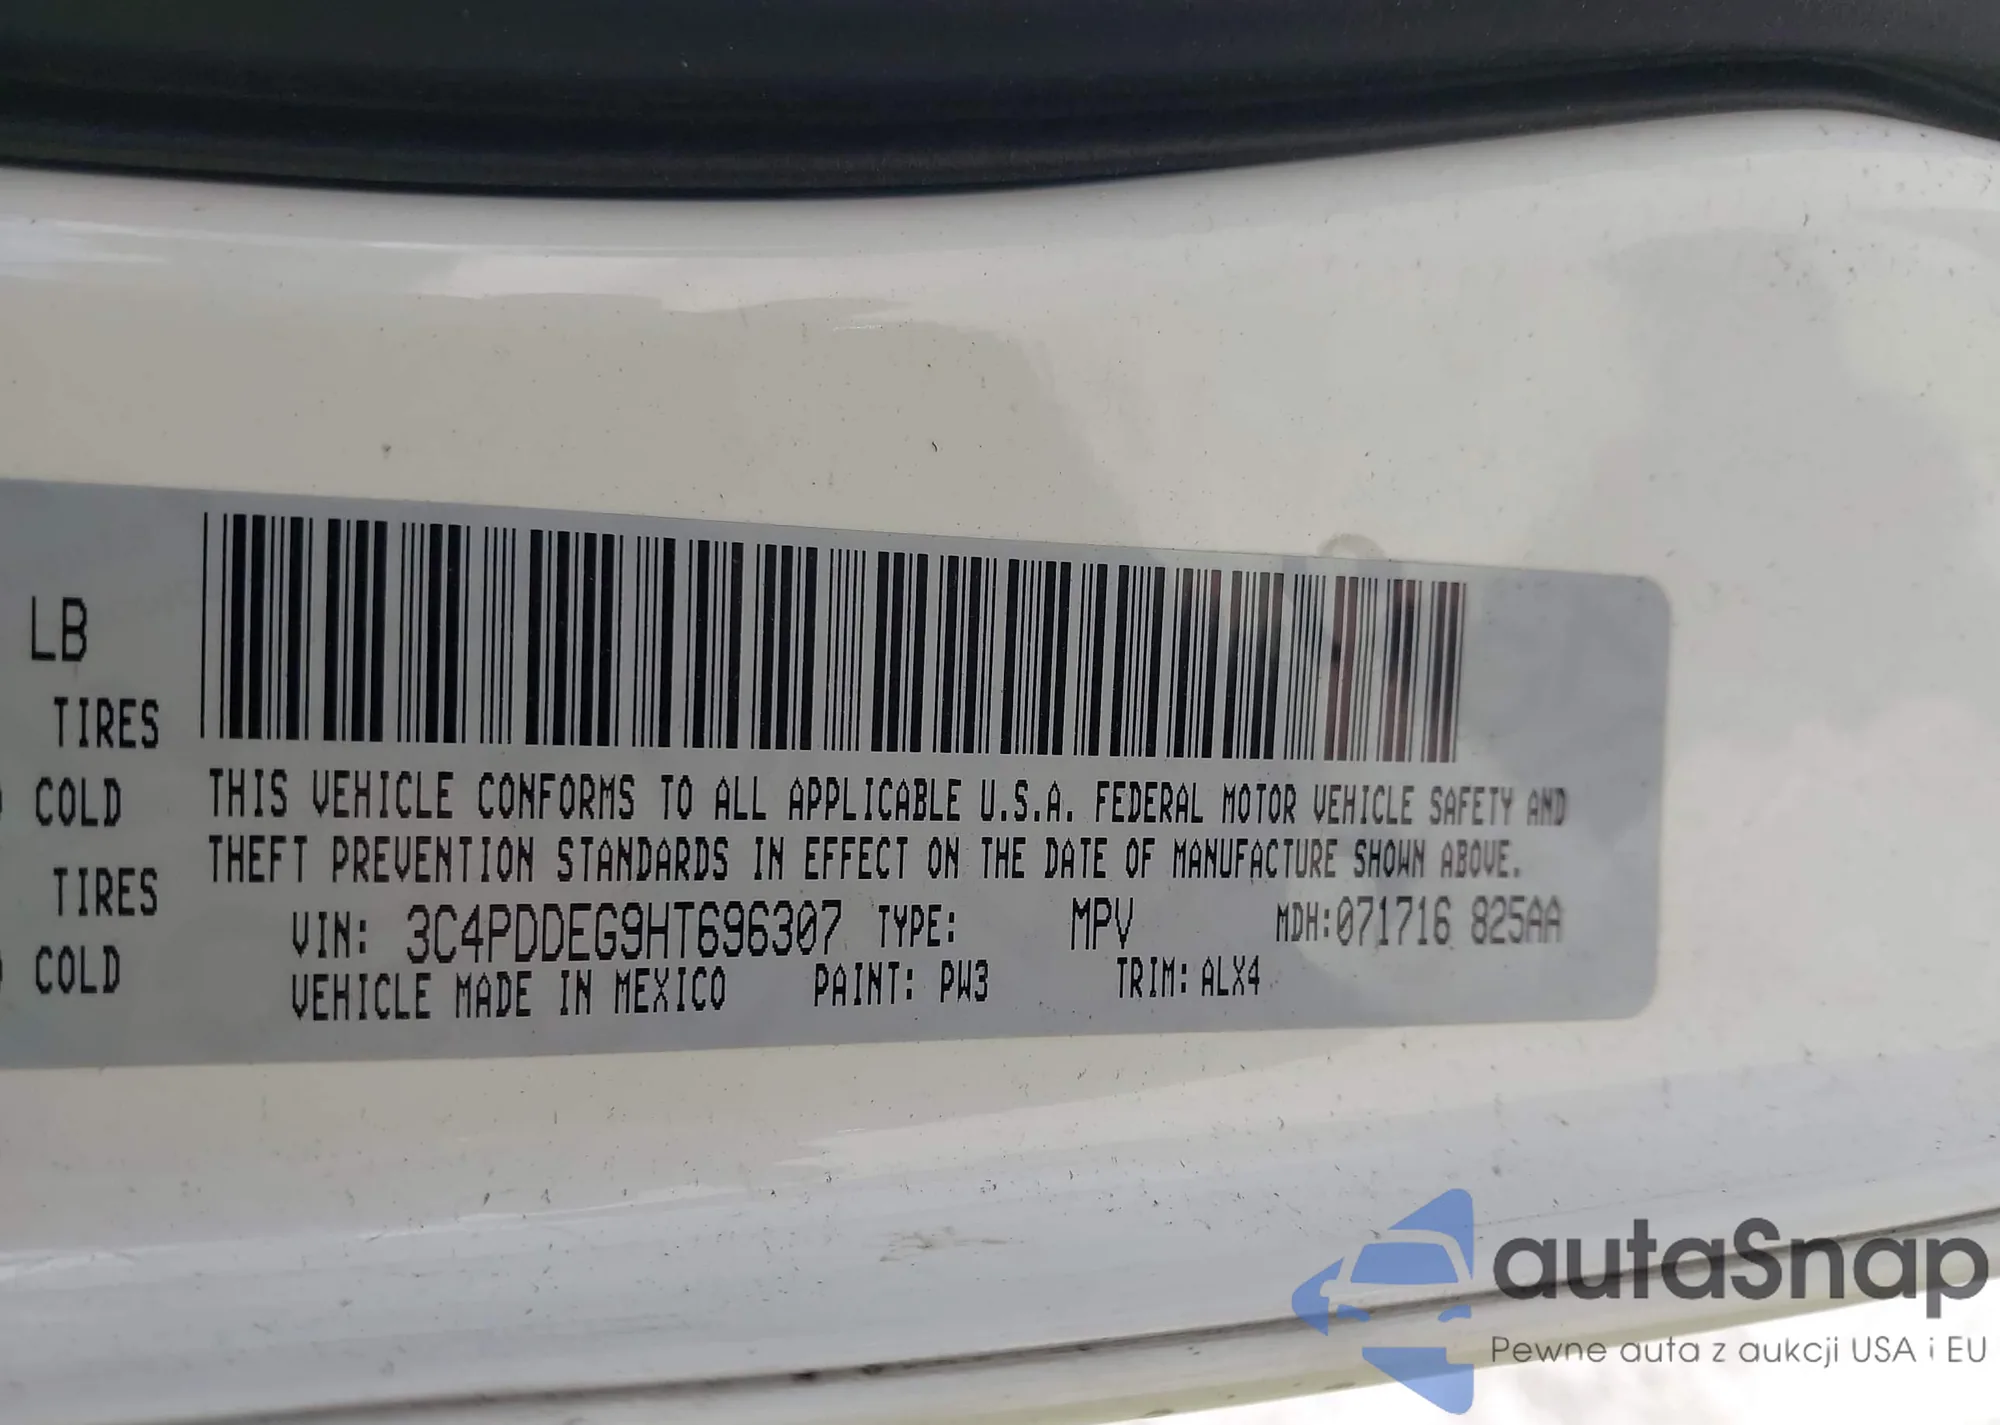 LB
TIRES
COLD
TIRES
COLD
THIS VEHICLE CONFORMS TO ALL APPLICABLE U.S.A. FEDERAL MOTOR VEHICLE SAFETY AND
THEFT PREVENTION STANDARDS IN EFFECT ON THE DATE OF MANUFACTURE SHOWN ABOVE.
VIN: 3C4PDDEG9HT696307 TYPE: MPV MDH:071716 825AA
VEHICLE MADE IN MEXICO PAINT: PW3 TRIM: ALX4
autaSnap
Pewne auta z aukcji USA i EU